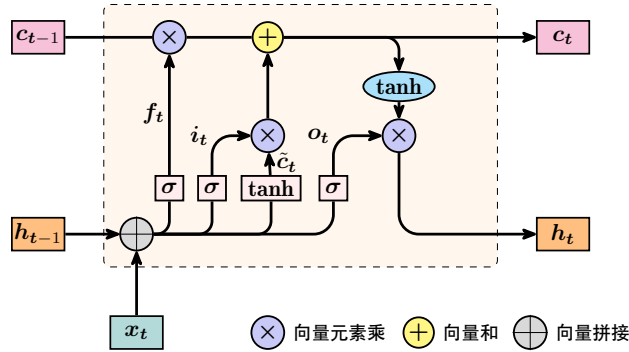 c_{t−1} × + c_t
tanh
f_t i_t × o_t ×
c̃_t
σ σ tanh σ
h_{t−1} h_t
x_t × 向量元素乘 + 向量和 向量拼接